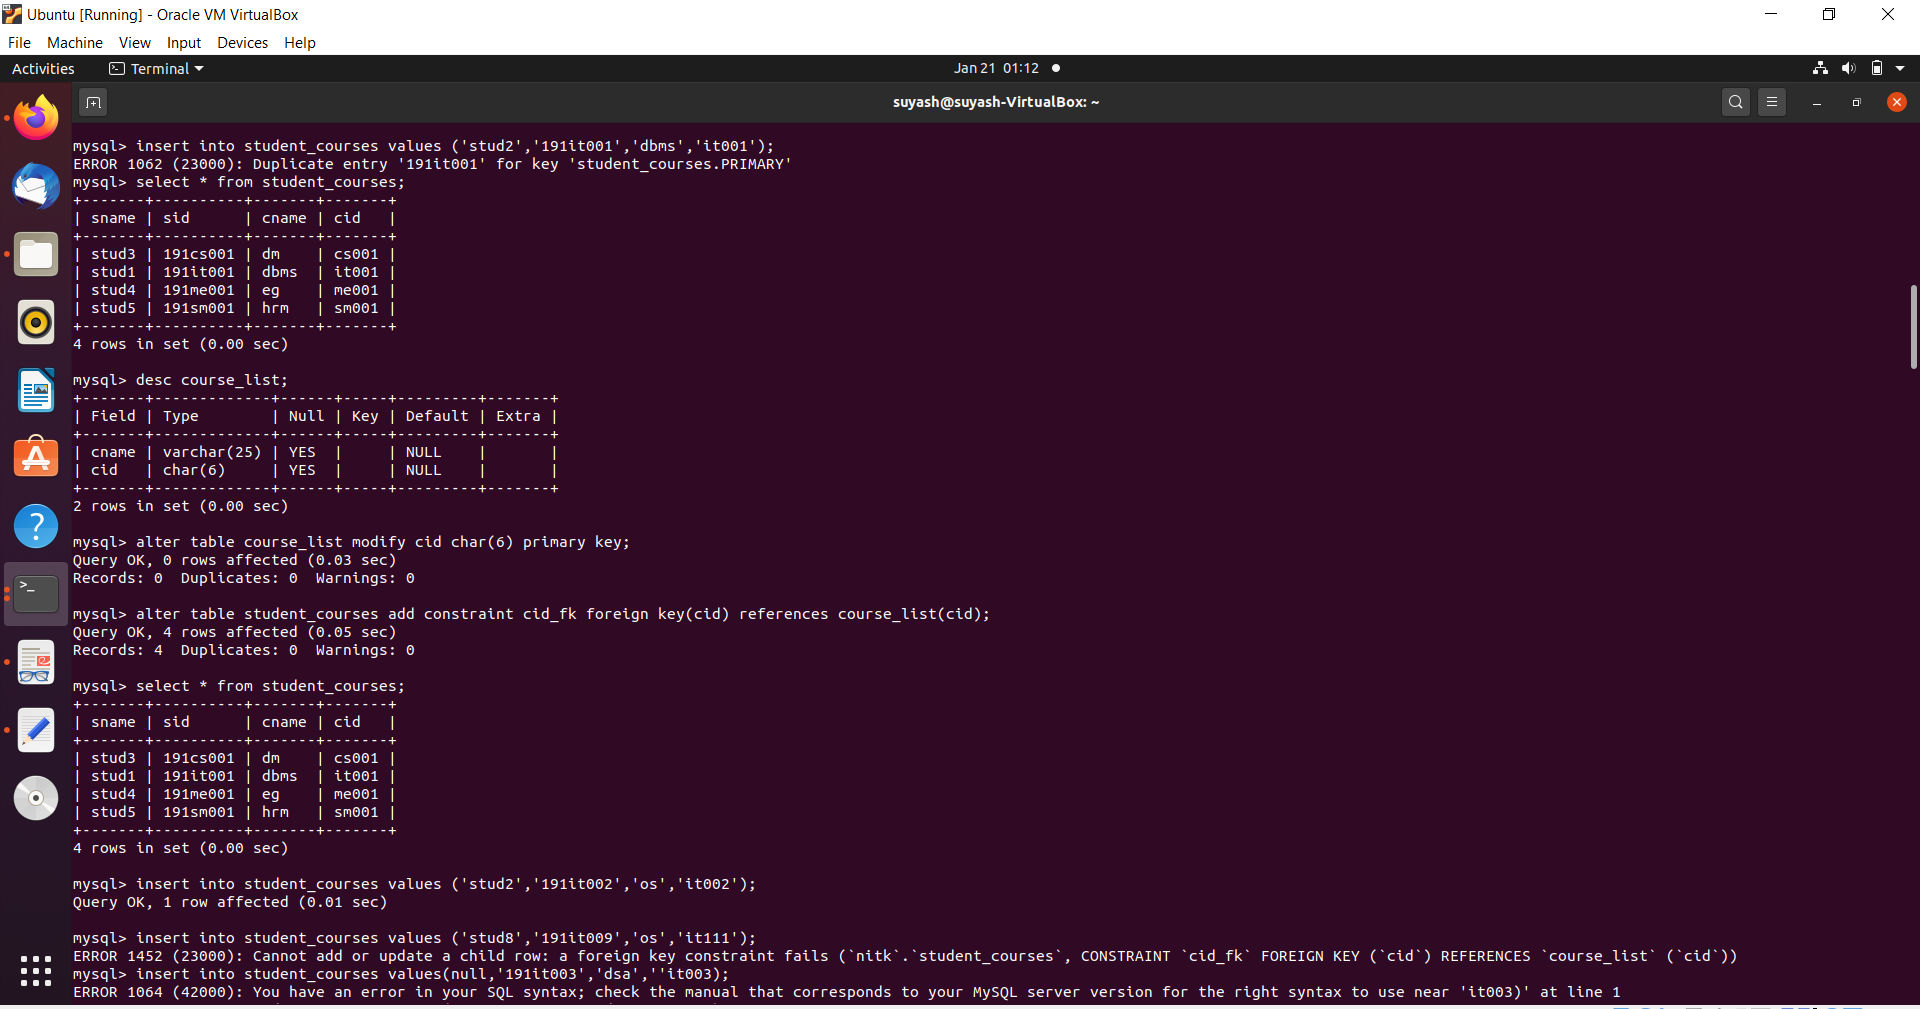 Ubuntu [Running] - Oracle VM VirtualBox
File Machine View Input Devices Help
Activities Terminal Jan 21 01:12
suyash@suyash-VirtualBox: ~
mysql> insert into student_courses values ('stud2','191it001','dbms','it001');
ERROR 1062 (23000): Duplicate entry '191it001' for key 'student_courses.PRIMARY'
mysql> select * from student_courses;
+-------+----------+-------+-------+
| sname | sid      | cname | cid   |
+-------+----------+-------+-------+
| stud3 | 191cs001 | dm    | cs001 |
| stud1 | 191it001 | dbms  | it001 |
| stud4 | 191me001 | eg    | me001 |
| stud5 | 191sm001 | hrm   | sm001 |
+-------+----------+-------+-------+
4 rows in set (0.00 sec)
mysql> desc course_list;
+-------+-------------+------+-----+---------+-------+
| Field | Type        | Null | Key | Default | Extra |
+-------+-------------+------+-----+---------+-------+
| cname | varchar(25) | YES  |     | NULL    |       |
| cid   | char(6)     | YES  |     | NULL    |       |
+-------+-------------+------+-----+---------+-------+
2 rows in set (0.00 sec)
mysql> alter table course_list modify cid char(6) primary key;
Query OK, 0 rows affected (0.03 sec)
Records: 0  Duplicates: 0  Warnings: 0
mysql> alter table student_courses add constraint cid_fk foreign key(cid) references course_list(cid);
Query OK, 4 rows affected (0.05 sec)
Records: 4  Duplicates: 0  Warnings: 0
mysql> select * from student_courses;
+-------+----------+-------+-------+
| sname | sid      | cname | cid   |
+-------+----------+-------+-------+
| stud3 | 191cs001 | dm    | cs001 |
| stud1 | 191it001 | dbms  | it001 |
| stud4 | 191me001 | eg    | me001 |
| stud5 | 191sm001 | hrm   | sm001 |
+-------+----------+-------+-------+
4 rows in set (0.00 sec)
mysql> insert into student_courses values ('stud2','191it002','os','it002');
Query OK, 1 row affected (0.01 sec)
mysql> insert into student_courses values ('stud8','191it009','os','it111');
ERROR 1452 (23000): Cannot add or update a child row: a foreign key constraint fails (`nitk`.`student_courses`, CONSTRAINT `cid_fk` FOREIGN KEY (`cid`) REFERENCES `course_list` (`cid`))
mysql> insert into student_courses values(null,'191it003','dsa',''it003);
ERROR 1064 (42000): You have an error in your SQL syntax; check the manual that corresponds to your MySQL server version for the right syntax to use near 'it003)' at line 1